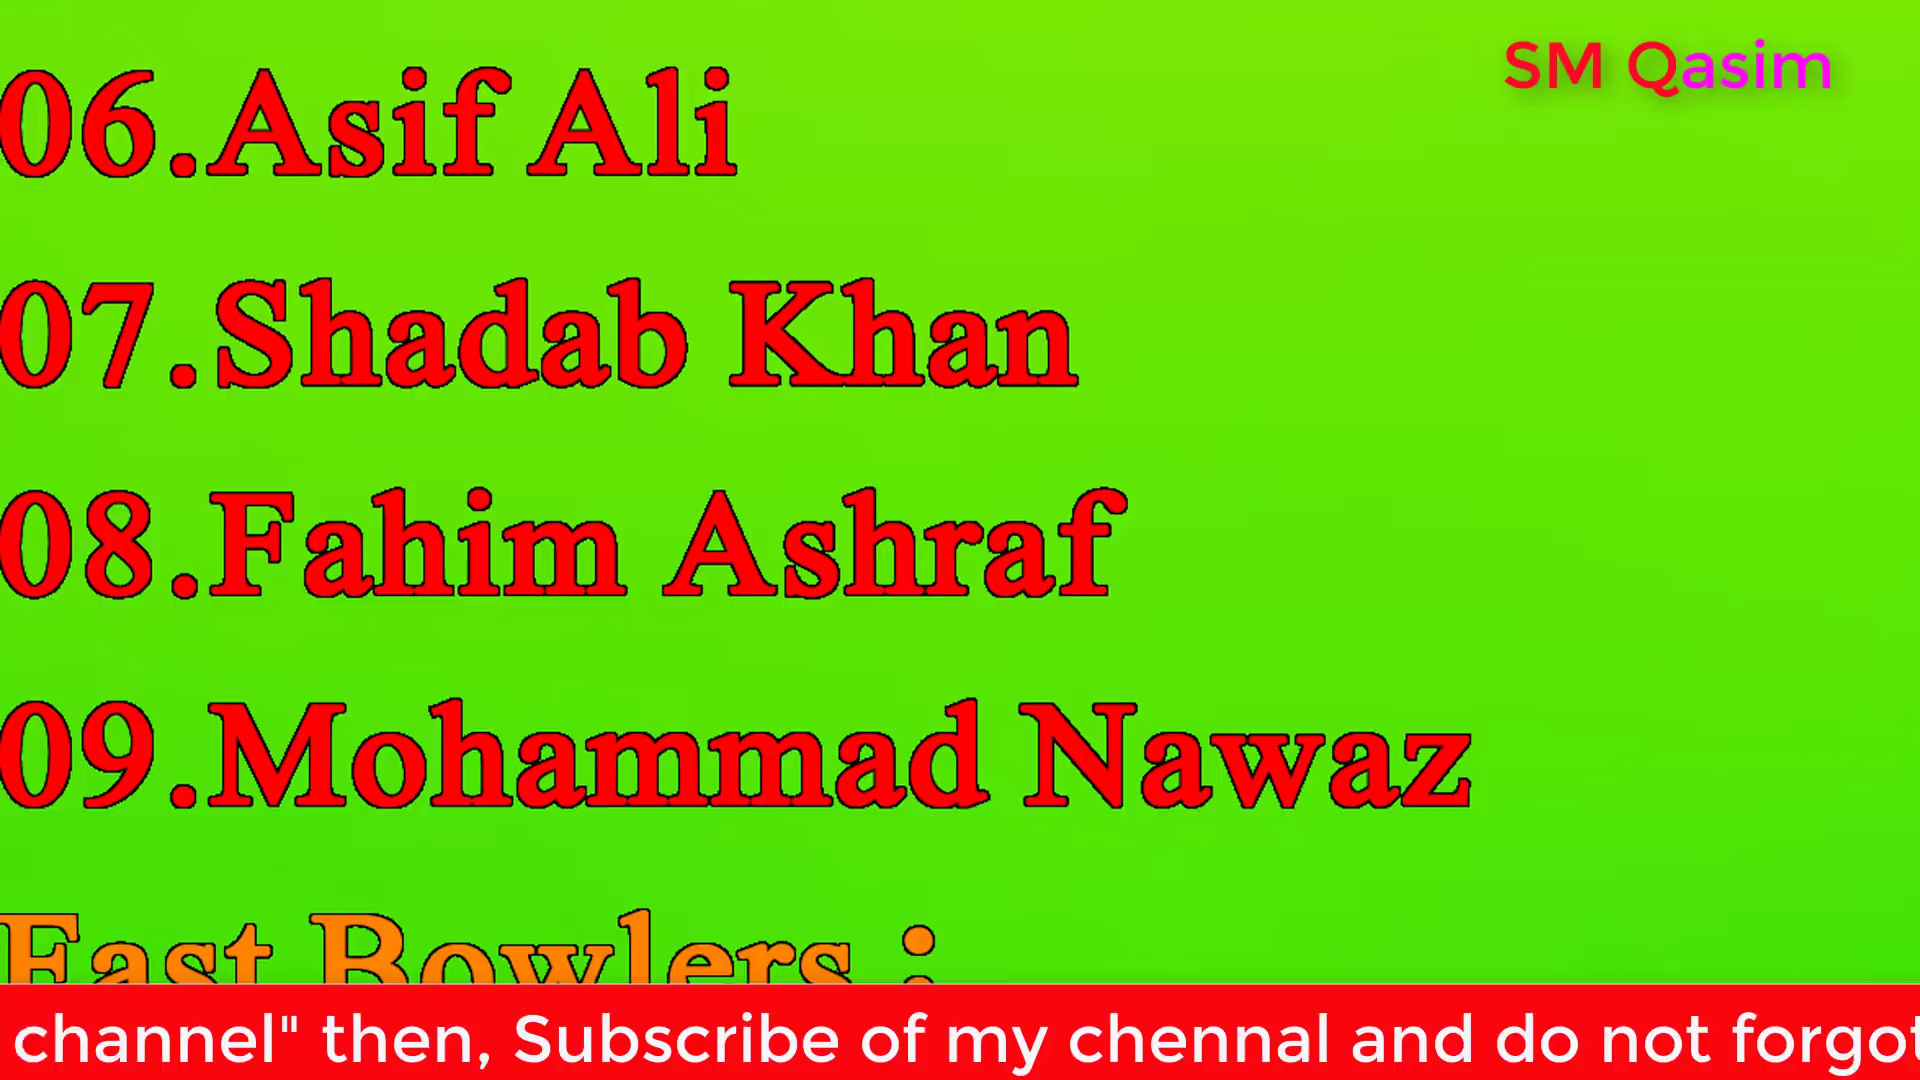 SM Qasim
06.Asif Ali
07.Shadab Khan
08.Fahim Ashraf
09.Mohammad Nawaz
Fast Bowlers :
channel" then, Subscribe of my chennal and do not forgot